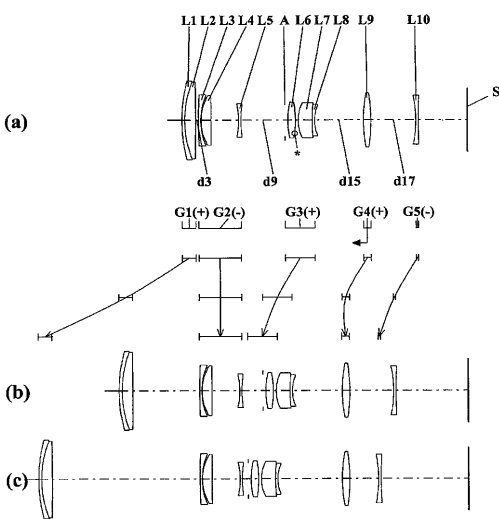 L1 L2 L3 L4 L5 A L6 L7 L8 L9 L10
S
(a)
*
d3 d9 d15 d17
G1(+) G2(-) G3(+) G4(+) G5(-)
(b)
(c)